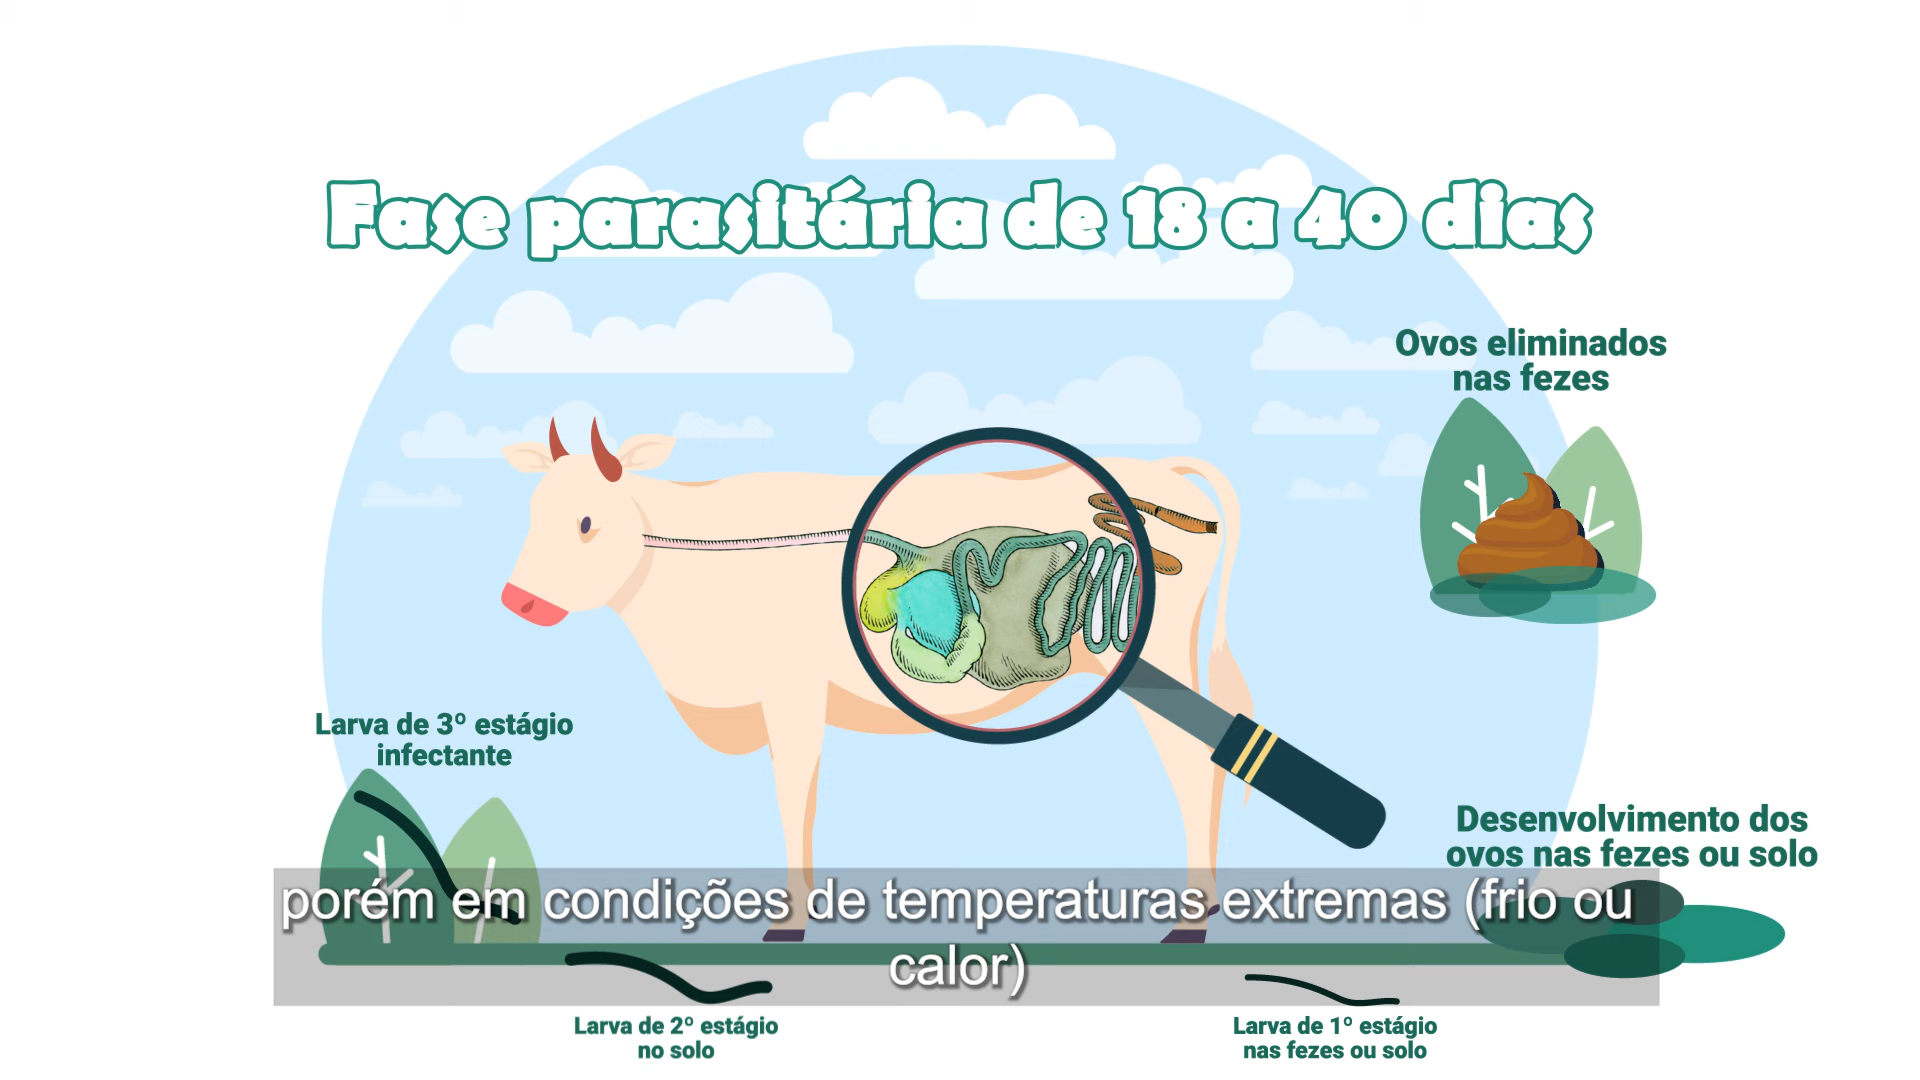 Fase parasitária de 18 a 40 dias
Ovos eliminados
nas fezes
Larva de 3º estágio
infectante
Desenvolvimento dos
ovos nas fezes ou solo
porém em condições de temperaturas extremas (frio ou
calor)
Larva de 2º estágio
no solo
Larva de 1º estágio
nas fezes ou solo